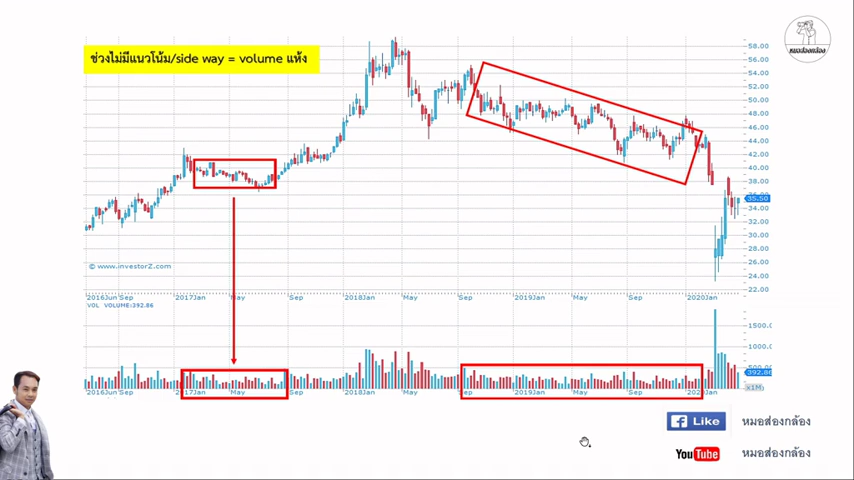 ช่วงไม่มีแนวโน้ม/side way = volume แห้ง
หมอส่องกล้อง
58.00
56.00
54.00
52.00
50.00
48.00
46.00
44.00
42.00
40.00
38.00
36.00
35.50
34.00
32.00
30.00
28.00
26.00
24.00
22.00
© www.investorZ.com
2016Jun Sep 2017Jan May Sep 2018Jan May Sep 2019Jan May Sep 2020Jan
VOL VOLUME:392.86
1500.0
1000.0
500.0
392.86
x1M
2016Jun Sep 2017Jan May Sep 2018Jan May Sep 2019Jan May Sep 2020Jan
f Like หมอส่องกล้อง
YouTube หมอส่องกล้อง